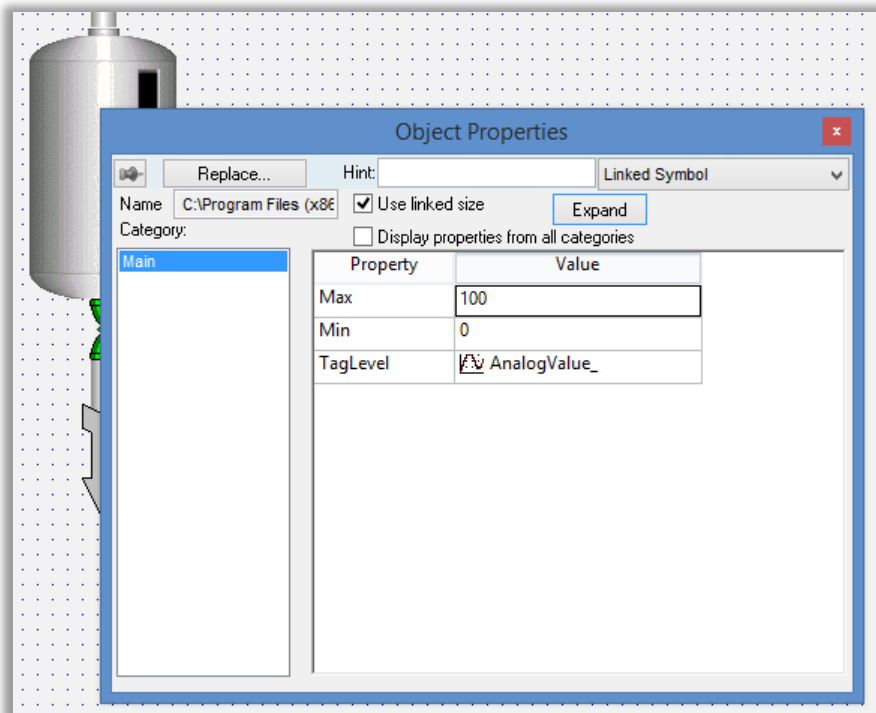 Object Properties
x
Replace... Hint: Linked Symbol
Name C:\Program Files (x86 Use linked size Expand
Category: Display properties from all categories
Main Property Value
Max 100
Min 0
TagLevel AnalogValue_